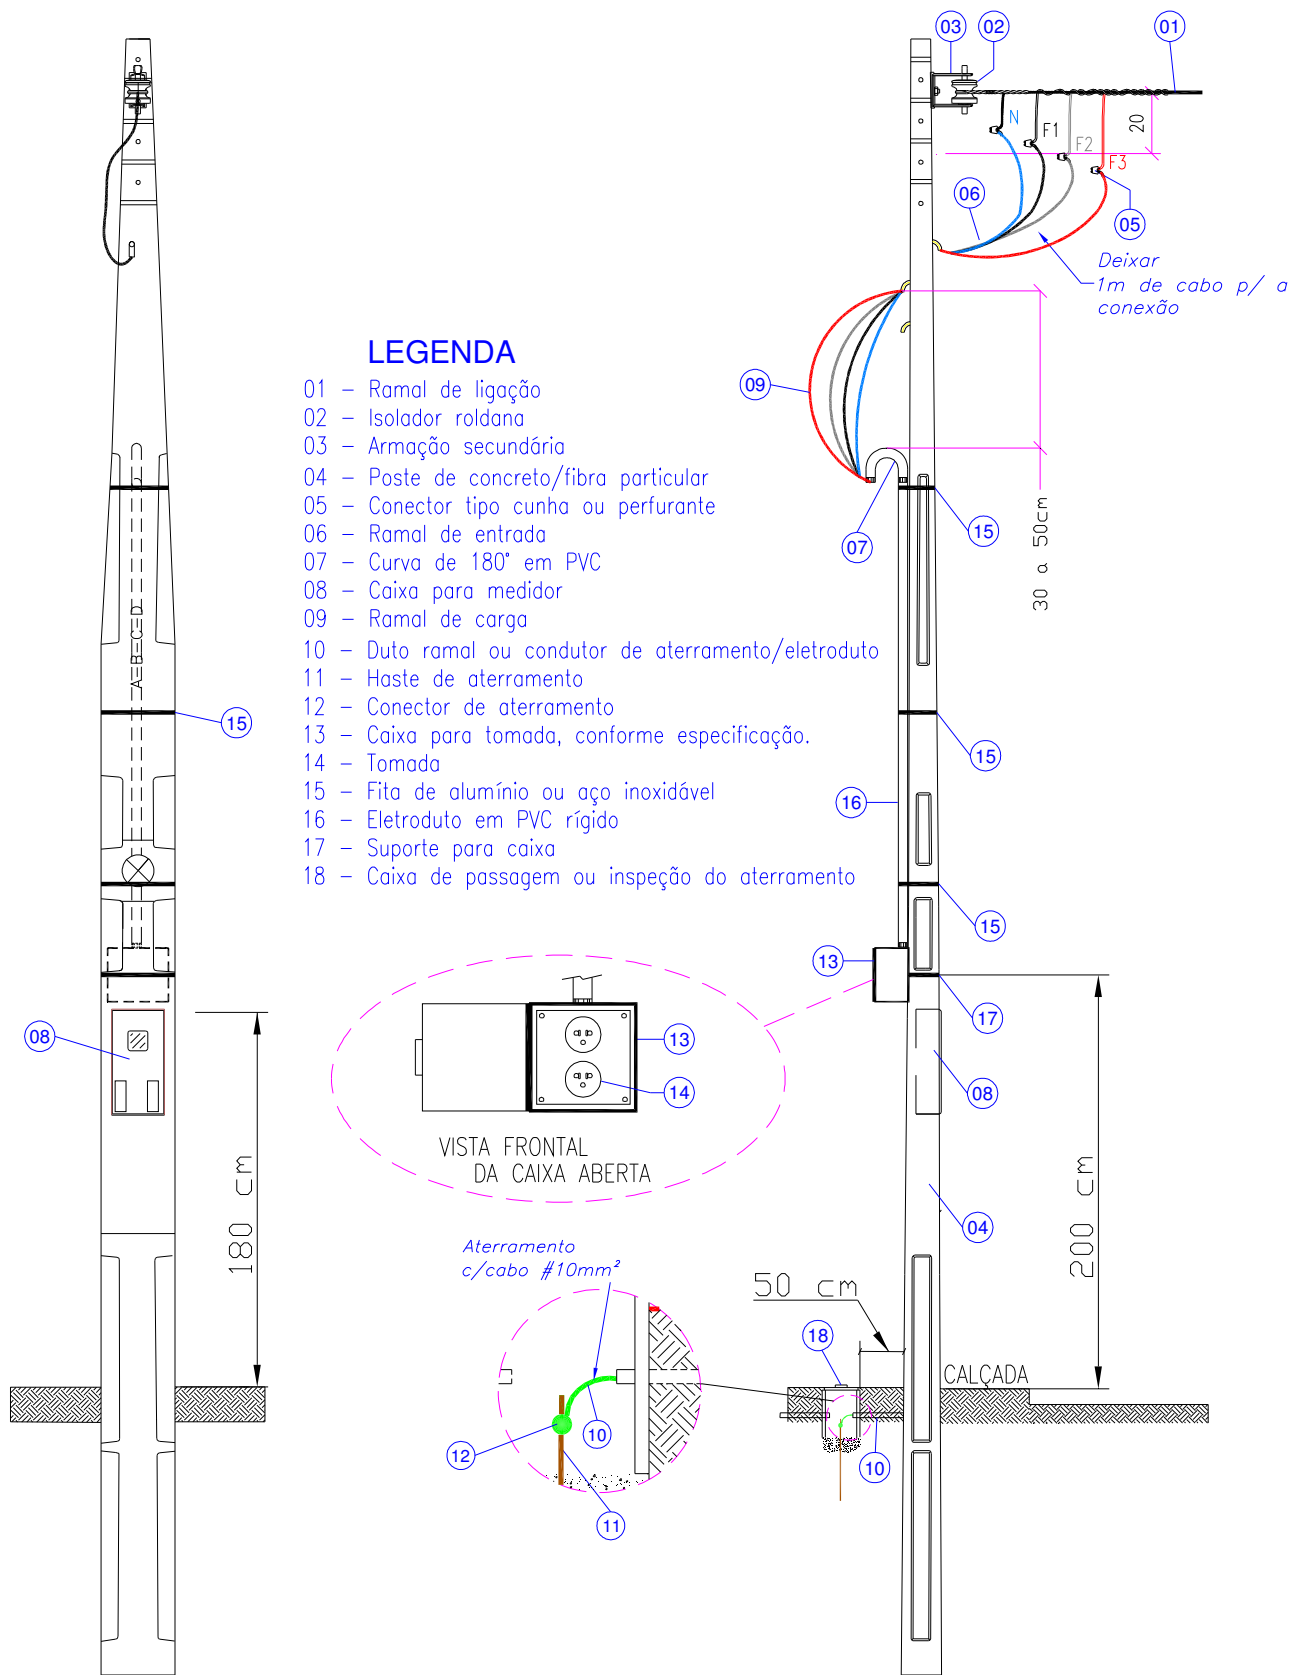 03
02
01
N
F1
F2
F3
20
06
05
Deixar
1m de cabo p/ a
conexão
09
07
15
30 a 50cm
LEGENDA
01 - Ramal de ligação
02 - Isolador roldana
03 - Armação secundária
04 - Poste de concreto/fibra particular
05 - Conector tipo cunha ou perfurante
06 - Ramal de entrada
07 - Curva de 180° em PVC
08 - Caixa para medidor
09 - Ramal de carga
10 - Duto ramal ou condutor de aterramento/eletroduto
11 - Haste de aterramento
12 - Conector de aterramento
13 - Caixa para tomada, conforme especificação.
14 - Tomada
15 - Fita de alumínio ou aço inoxidável
16 - Eletroduto em PVC rígido
17 - Suporte para caixa
18 - Caixa de passagem ou inspeção do aterramento
A B C D
15
15
16
15
13
17
08
08
13
14
VISTA FRONTAL
DA CAIXA ABERTA
180 cm
200 cm
04
Aterramento
c/cabo #10mm²
50 cm
18
CALÇADA
10
12
11
10